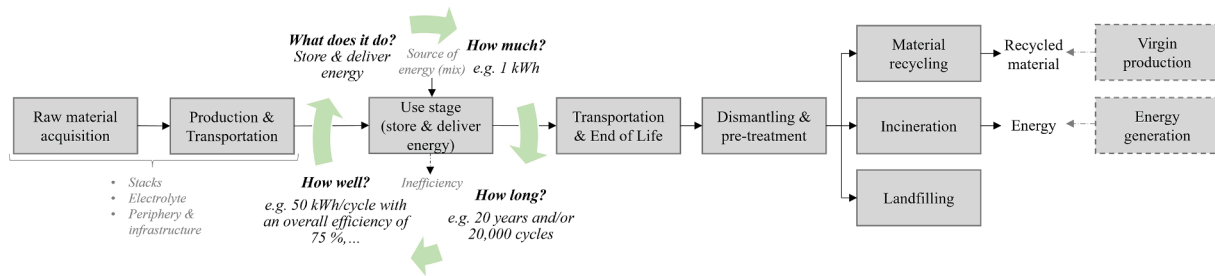 What does it do?
Store & deliver
energy
Source of
energy (mix)
How much?
e.g. 1 kWh
Raw material
acquisition
Production &
Transportation
Use stage
(store & deliver
energy)
Transportation
& End of Life
Dismantling &
pre-treatment
Material
recycling
Recycled
material
Virgin
production
Incineration
Energy
Energy
generation
Landfilling
• Stacks
• Electrolyte
• Periphery &
infrastructure
How well?
e.g. 50 kWh/cycle with
an overall efficiency of
75 %,…
Inefficiency
How long?
e.g. 20 years and/or
20,000 cycles